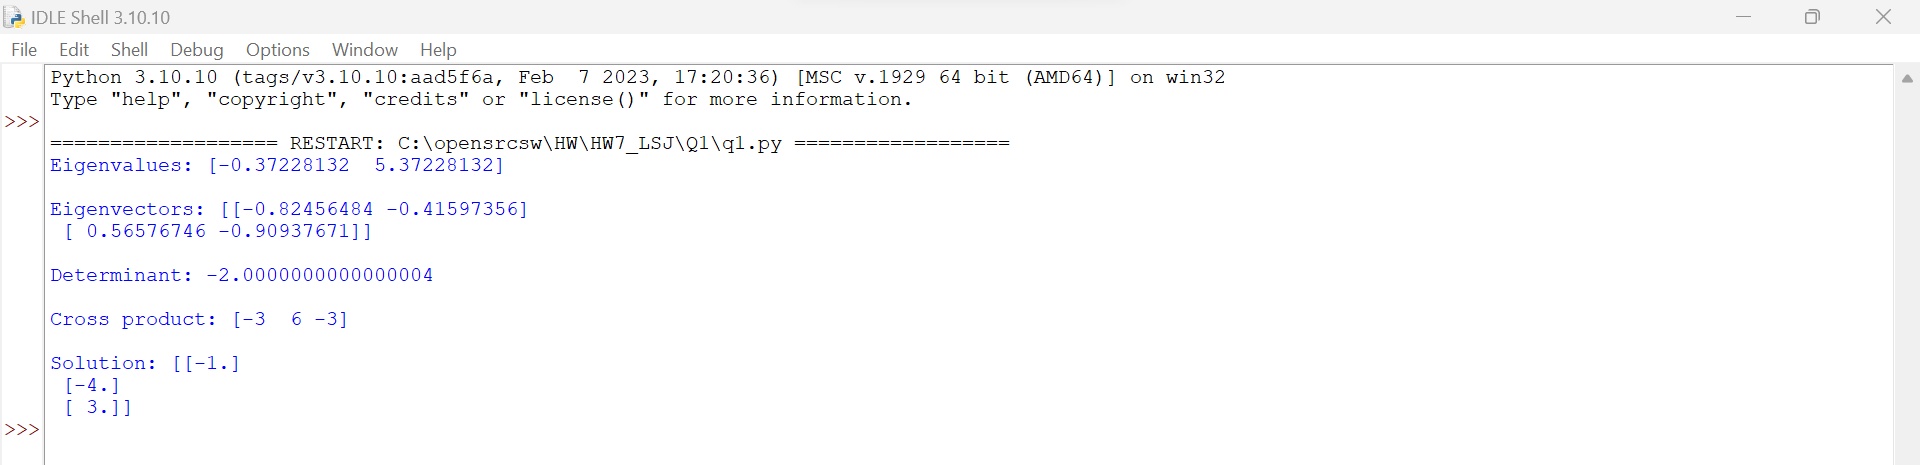 IDLE Shell 3.10.10
File Edit Shell Debug Options Window Help
Python 3.10.10 (tags/v3.10.10:aad5f6a, Feb  7 2023, 17:20:36) [MSC v.1929 64 bit (AMD64)] on win32
Type "help", "copyright", "credits" or "license()" for more information.
>>>
=================== RESTART: C:\opensrcsw\HW\HW7_LSJ\Q1\q1.py ==================
Eigenvalues: [-0.37228132  5.37228132]
Eigenvectors: [[-0.82456484 -0.41597356]
 [ 0.56576746 -0.90937671]]
Determinant: -2.0000000000000004
Cross product: [-3  6 -3]
Solution: [[-1.]
 [-4.]
 [ 3.]]
>>>